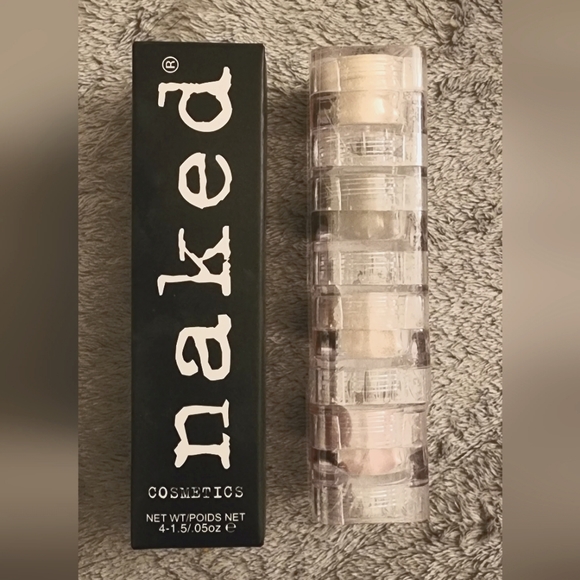 naked®
COSMETICS
NET WT/POIDS NET
4-1.5/.05oz e